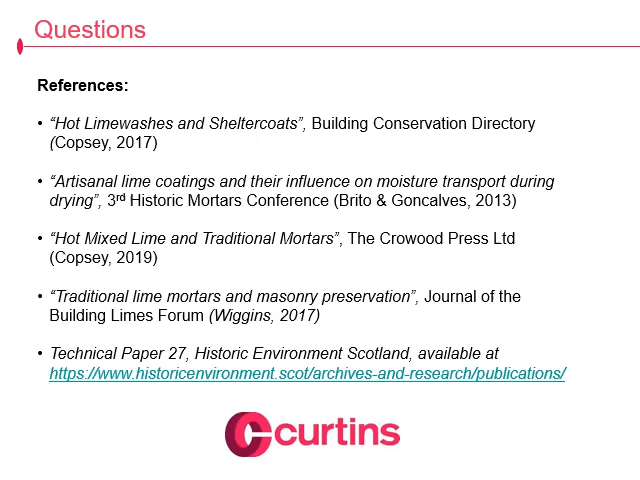 Questions
References:
• “Hot Limewashes and Sheltercoats”, Building Conservation Directory
(Copsey, 2017)
• “Artisanal lime coatings and their influence on moisture transport during
drying”, 3rd Historic Mortars Conference (Brito & Goncalves, 2013)
• “Hot Mixed Lime and Traditional Mortars”, The Crowood Press Ltd
(Copsey, 2019)
• “Traditional lime mortars and masonry preservation”, Journal of the
Building Limes Forum (Wiggins, 2017)
• Technical Paper 27, Historic Environment Scotland, available at
https://www.historicenvironment.scot/archives-and-research/publications/
curtins